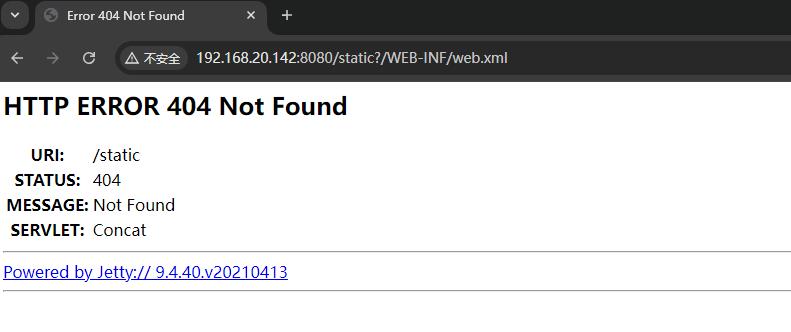 Error 404 Not Found
不安全 192.168.20.142:8080/static?/WEB-INF/web.xml
HTTP ERROR 404 Not Found
URI: /static
STATUS: 404
MESSAGE: Not Found
SERVLET: Concat
Powered by Jetty:// 9.4.40.v20210413